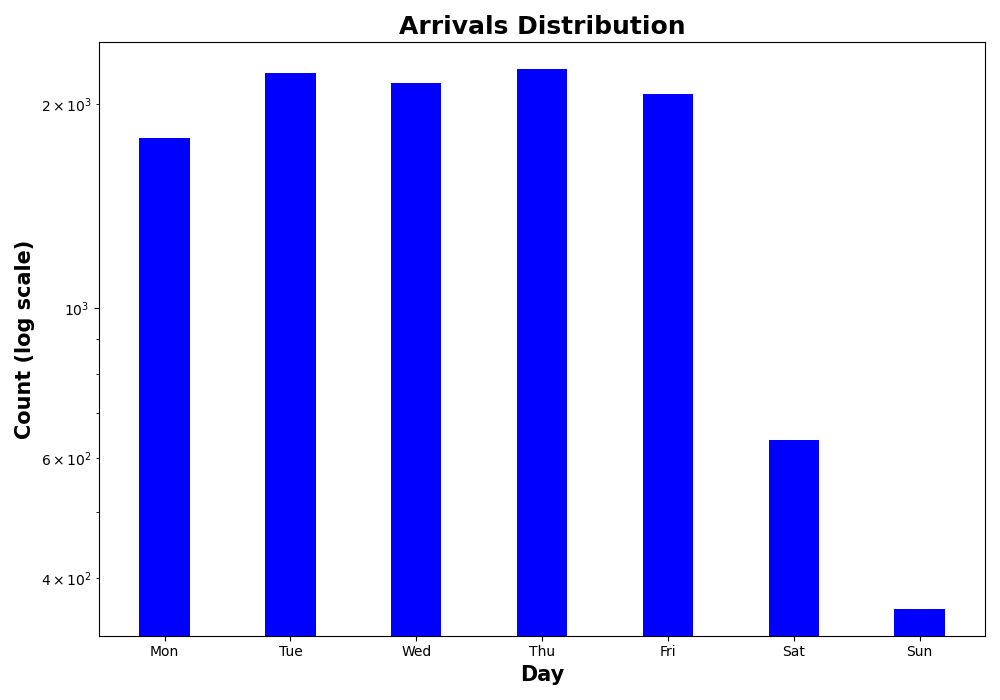 Arrivals Distribution
Count (log scale)
2 × 10³
10³
6 × 10²
4 × 10²
Mon Tue Wed Thu Fri Sat Sun
Day